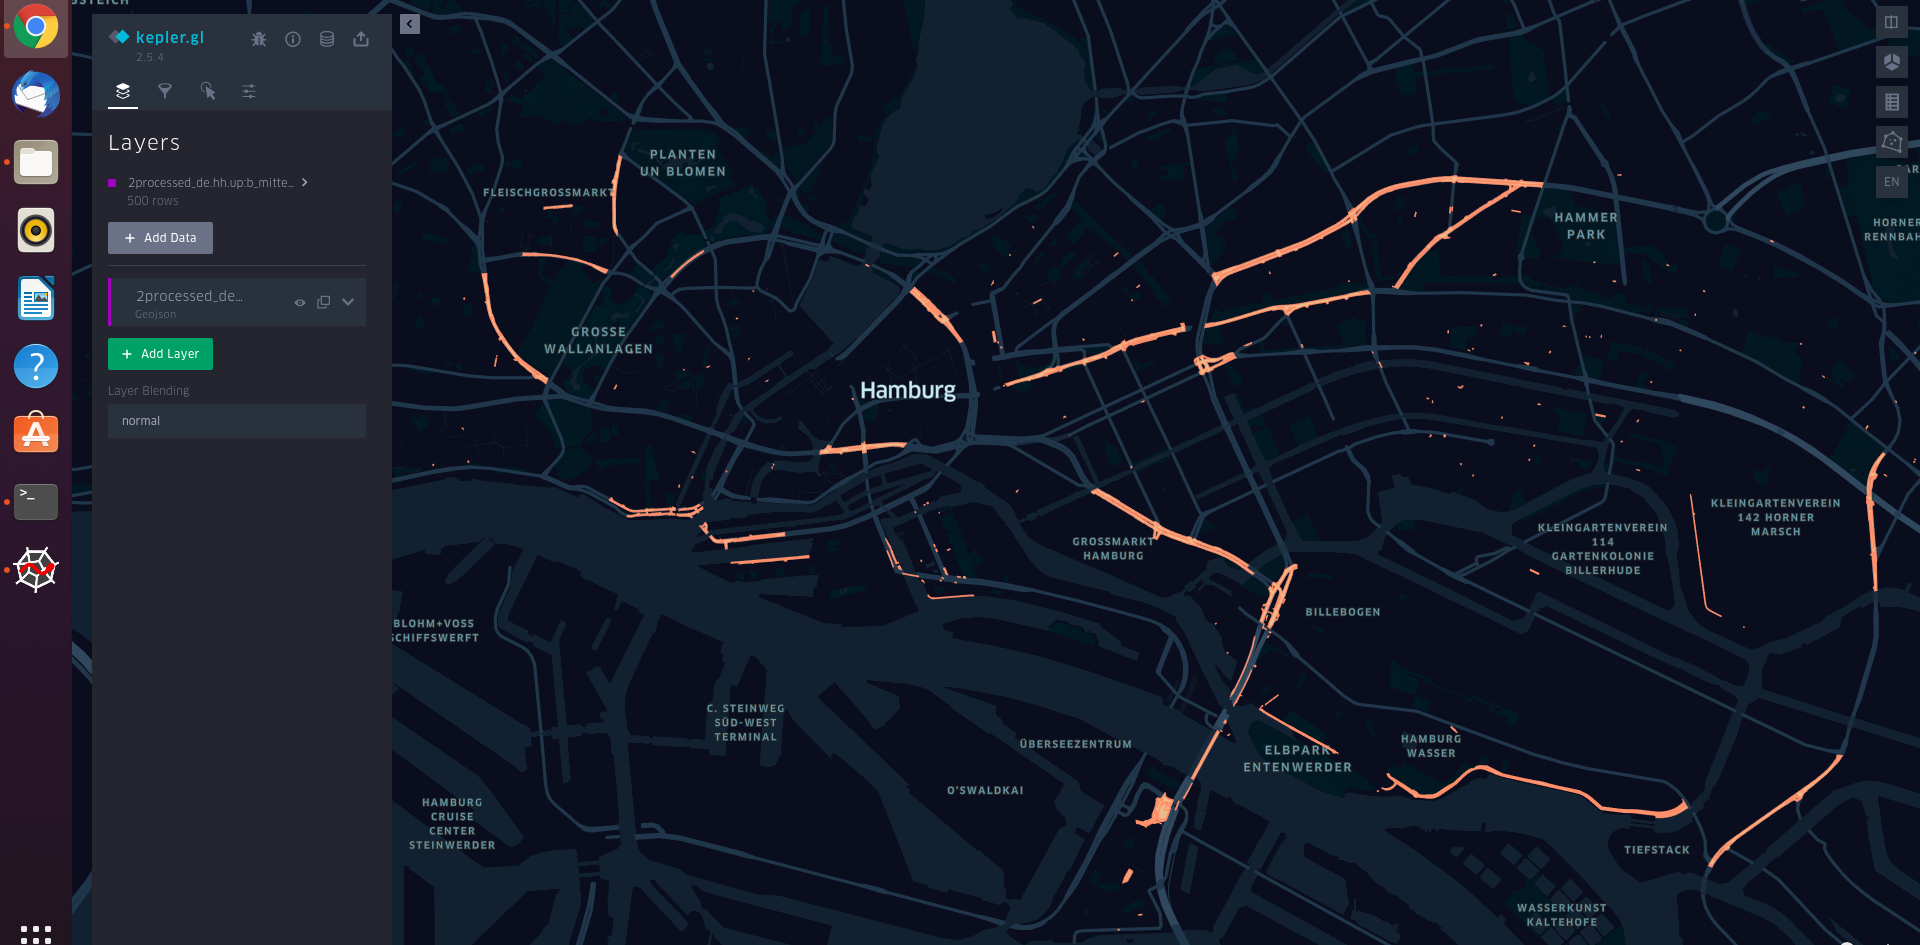 kepler.gl
2.5.4
Layers
2processed_de.hh.up:b_mitte...
500 rows
+ Add Data
2processed_de...
Geojson
+ Add Layer
Layer Blending
normal
EN
PLANTEN
UN BLOMEN
FLEISCHGROSSMARKT
GROSSE
WALLANLAGEN
Hamburg
HAMMER
PARK
HORNER
RENNBAH
GROSSMARKT
HAMBURG
KLEINGARTENVEREIN
114
GARTENKOLONIE
BILLERHUDE
KLEINGARTENVEREIN
142 HORNER
MARSCH
BILLEBOGEN
BLOHM+VOSS
SCHIFFSWERFT
C. STEINWEG
SÜD-WEST
TERMINAL
ÜBERSEEZENTRUM
ELBPARK
ENTENWERDER
HAMBURG
WASSER
O'SWALDKAI
HAMBURG
CRUISE
CENTER
STEINWERDER
TIEFSTACK
WASSERKUNST
KALTEHOFE
>_
?